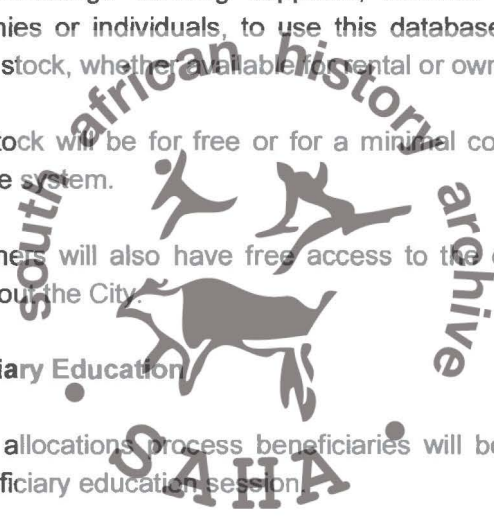 nies or individuals, to use this database
stock, whether available for rental or own
ock will be for free or for a minimal co
e system.
ners will also have free access to the
out the City.
iary Education
allocations process beneficiaries will be
ficiary education session.
south african history archive
SAHA